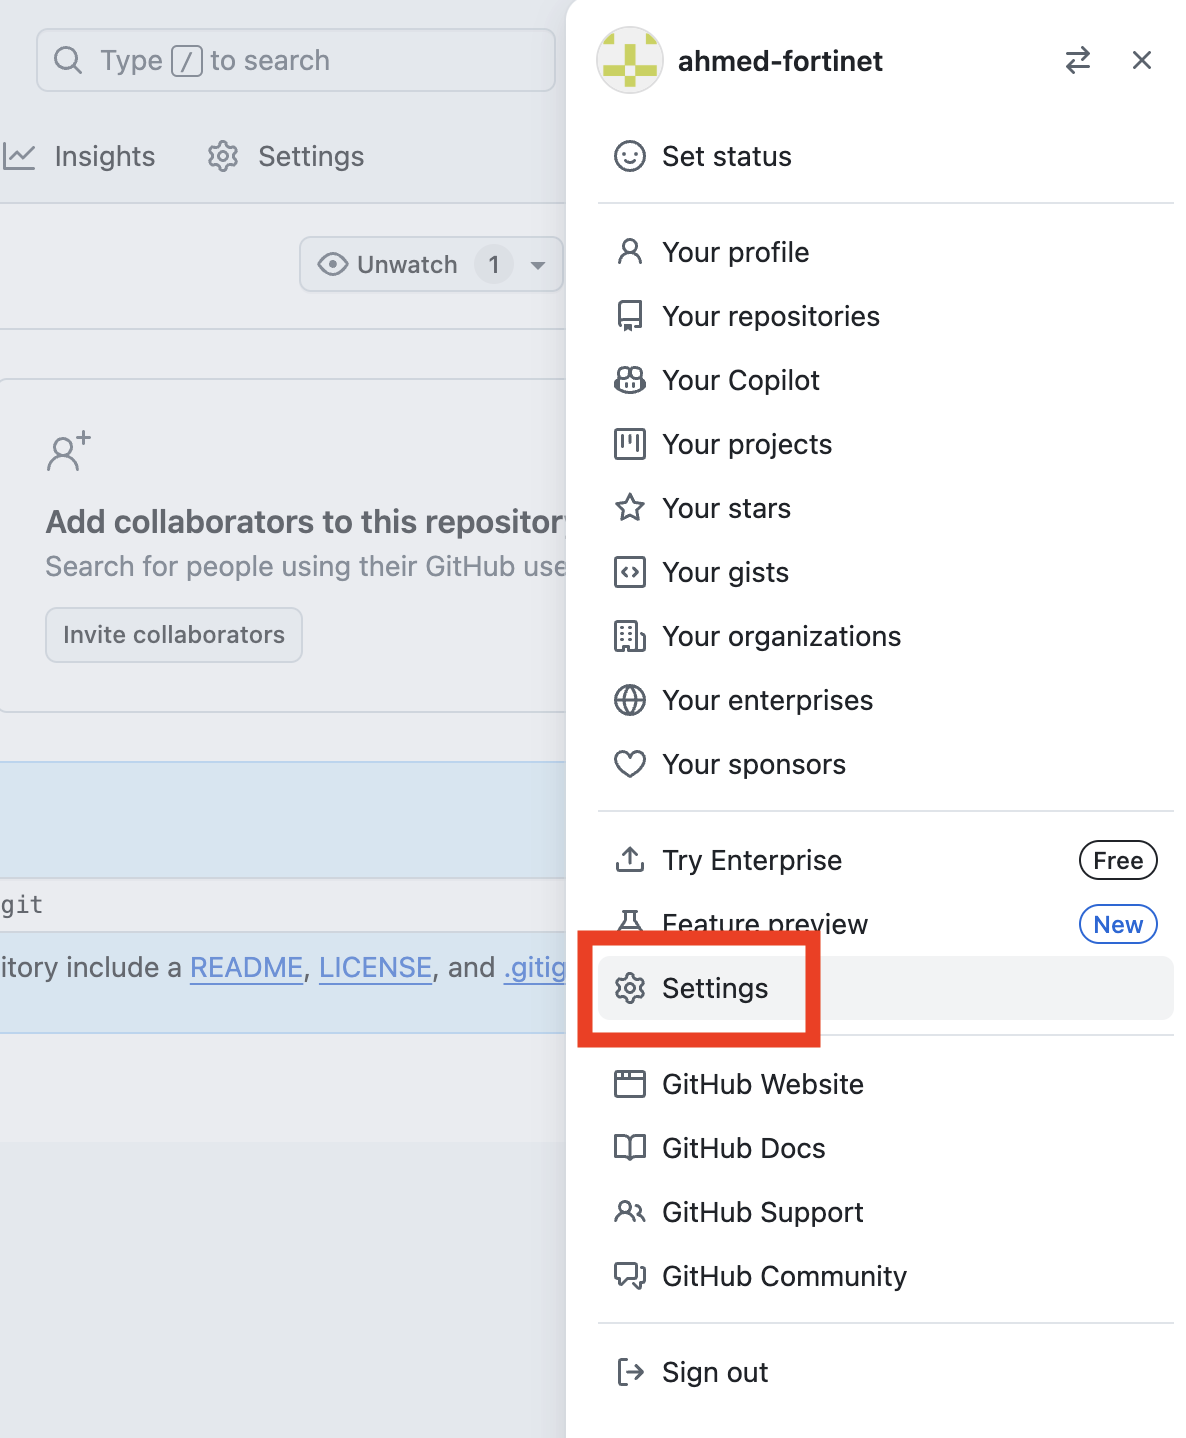 Type / to search
Insights
Settings
Unwatch 1
Add collaborators to this repository
Search for people using their GitHub use
Invite collaborators
git
itory include a README, LICENSE, and .gitig
ahmed-fortinet
Set status
Your profile
Your repositories
Your Copilot
Your projects
Your stars
Your gists
Your organizations
Your enterprises
Your sponsors
Try Enterprise Free
Feature preview New
Settings
GitHub Website
GitHub Docs
GitHub Support
GitHub Community
Sign out